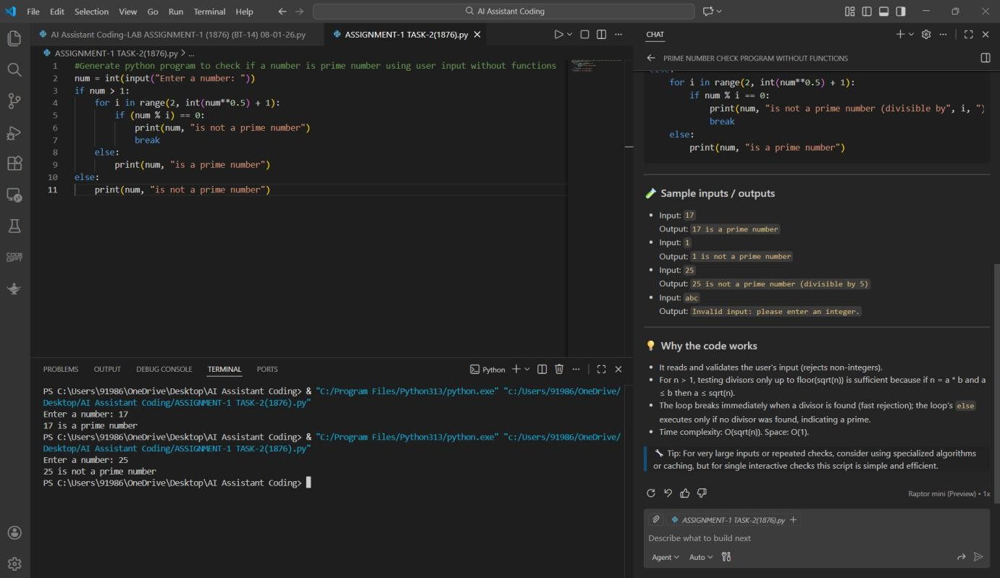 File Edit Selection View Go Run Terminal Help
AI Assistant Coding
AI Assistant Coding-LAB ASSIGNMENT-1 (1876) (BT-14) 08-01-26.py
ASSIGNMENT-1 TASK-2(1876).py
ASSIGNMENT-1 TASK-2(1876).py > ...
1 #Generate python program to check if a number is prime number using user input without functions
2 num = int(input("Enter a number: "))
3 if num > 1:
4 for i in range(2, int(num**0.5) + 1):
5 if (num % i) == 0:
6 print(num, "is not a prime number")
7 break
8 else:
9 print(num, "is a prime number")
10 else:
11 print(num, "is not a prime number")
CODE
GPT
PROBLEMS OUTPUT DEBUG CONSOLE TERMINAL PORTS
Python
PS C:\Users\91986\OneDrive\Desktop\AI Assistant Coding> & "C:/Program Files/Python313/python.exe" "c:/Users/91986/OneDrive/
Desktop/AI Assistant Coding/ASSIGNMENT-1 TASK-2(1876).py"
Enter a number: 17
17 is a prime number
PS C:\Users\91986\OneDrive\Desktop\AI Assistant Coding> & "C:/Program Files/Python313/python.exe" "c:/Users/91986/OneDrive/
Desktop/AI Assistant Coding/ASSIGNMENT-1 TASK-2(1876).py"
Enter a number: 25
25 is not a prime number
PS C:\Users\91986\OneDrive\Desktop\AI Assistant Coding>
CHAT
PRIME NUMBER CHECK PROGRAM WITHOUT FUNCTIONS
else:
for i in range(2, int(num**0.5) + 1):
if num % i == 0:
print(num, "is not a prime number (divisible by", i, ")
break
else:
print(num, "is a prime number")
Sample inputs / outputs
• Input: 17
Output: 17 is a prime number
• Input: 1
Output: 1 is not a prime number
• Input: 25
Output: 25 is not a prime number (divisible by 5)
• Input: abc
Output: Invalid input: please enter an integer.
Why the code works
• It reads and validates the user's input (rejects non-integers).
• For n > 1, testing divisors only up to floor(sqrt(n)) is sufficient because if n = a * b and a
≤ b then a ≤ sqrt(n).
• The loop breaks immediately when a divisor is found (fast rejection); the loop's else
executes only if no divisor was found, indicating a prime.
• Time complexity: O(sqrt(n)). Space: O(1).
Tip: For very large inputs or repeated checks, consider using specialized algorithms
or caching, but for single interactive checks this script is simple and efficient.
Raptor mini (Preview) • 1x
ASSIGNMENT-1 TASK-2(1876).py
Describe what to build next
Agent Auto